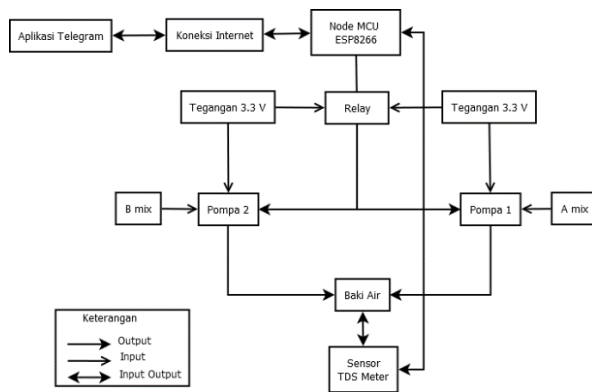 Aplikasi Telegram
Koneksi Internet
Node MCU
ESP8266
Tegangan 3.3 V
Relay
Tegangan 3.3 V
B mix
Pompa 2
Pompa 1
A mix
Baki Air
Sensor
TDS Meter
Keterangan
Output
Input
Input Output